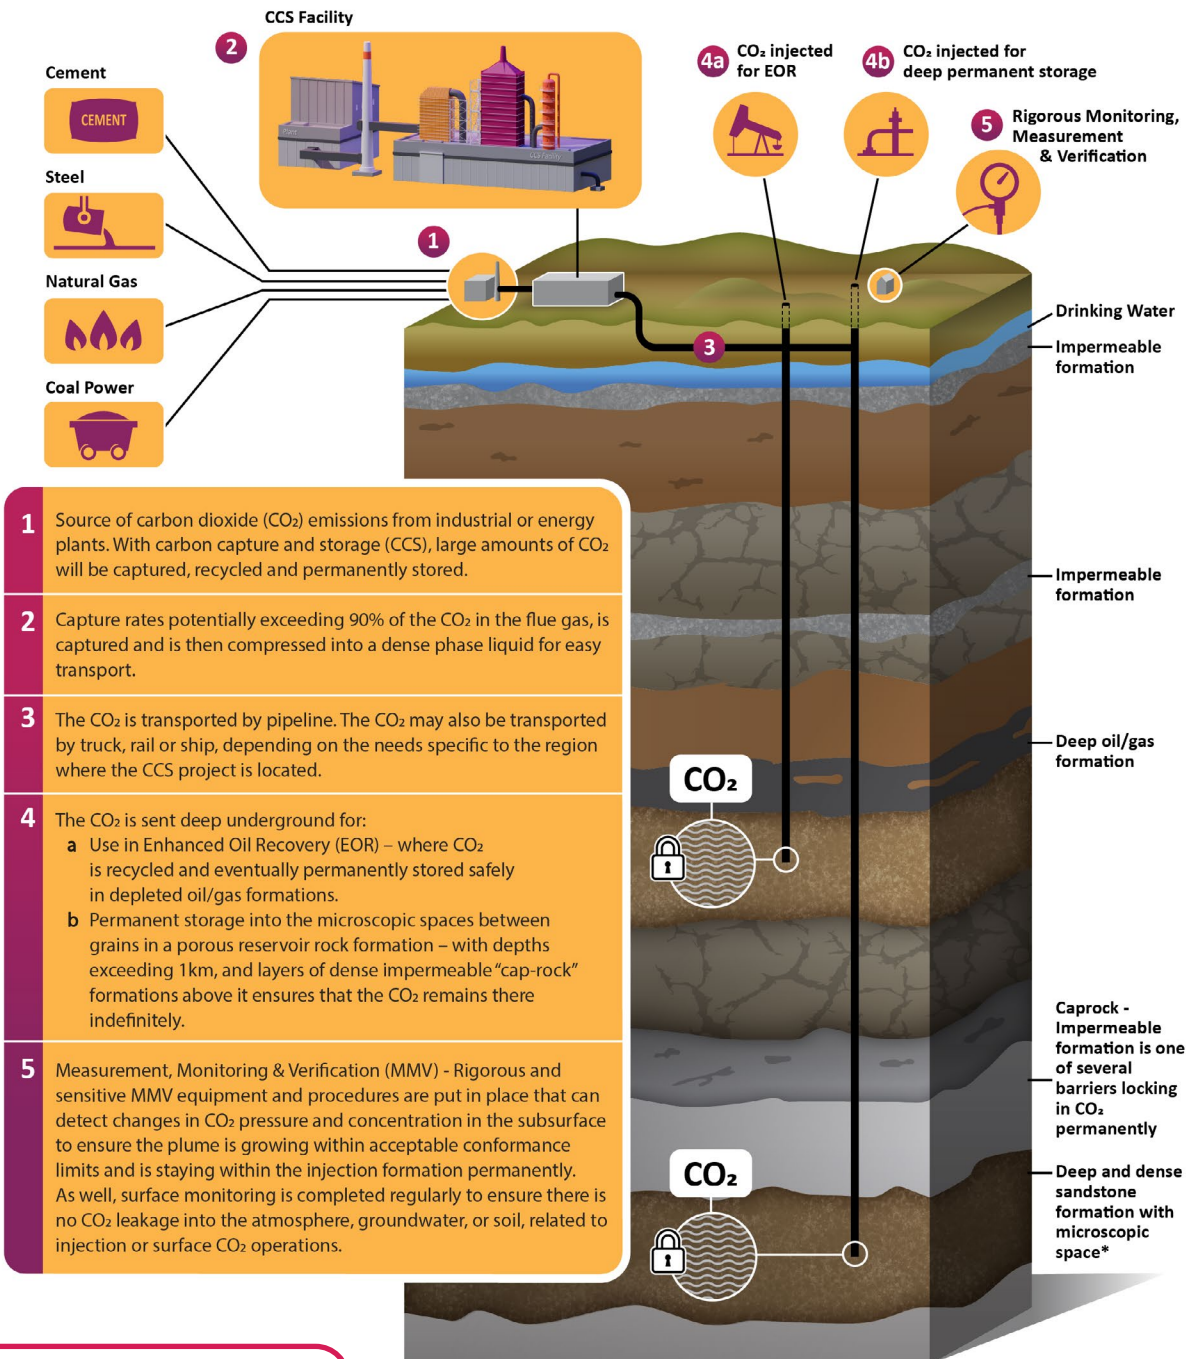 CCS Facility
2
Cement
CEMENT
Steel
Natural Gas
Coal Power
1
4a
CO₂ injected
for EOR
4b
CO₂ injected for
deep permanent storage
5
Rigorous Monitoring,
Measurement
& Verification
3
Drinking Water
Impermeable
formation
Impermeable
formation
Deep oil/gas
formation
CO₂
Caprock -
Impermeable
formation is one
of several
barriers locking
in CO₂
permanently
CO₂
Deep and dense
sandstone
formation with
microscopic
space*
1
Source of carbon dioxide (CO₂) emissions from industrial or energy
plants. With carbon capture and storage (CCS), large amounts of CO₂
will be captured, recycled and permanently stored.
2
Capture rates potentially exceeding 90% of the CO₂ in the flue gas, is
captured and is then compressed into a dense phase liquid for easy
transport.
3
The CO₂ is transported by pipeline. The CO₂ may also be transported
by truck, rail or ship, depending on the needs specific to the region
where the CCS project is located.
4
The CO₂ is sent deep underground for:
a Use in Enhanced Oil Recovery (EOR) – where CO₂
is recycled and eventually permanently stored safely
in depleted oil/gas formations.
b Permanent storage into the microscopic spaces between
grains in a porous reservoir rock formation – with depths
exceeding 1km, and layers of dense impermeable “cap-rock”
formations above it ensures that the CO₂ remains there
indefinitely.
5
Measurement, Monitoring & Verification (MMV) - Rigorous and
sensitive MMV equipment and procedures are put in place that can
detect changes in CO₂ pressure and concentration in the subsurface
to ensure the plume is growing within acceptable conformance
limits and is staying within the injection formation permanently.
As well, surface monitoring is completed regularly to ensure there is
no CO₂ leakage into the atmosphere, groundwater, or soil, related to
injection or surface CO₂ operations.
CCS Facility